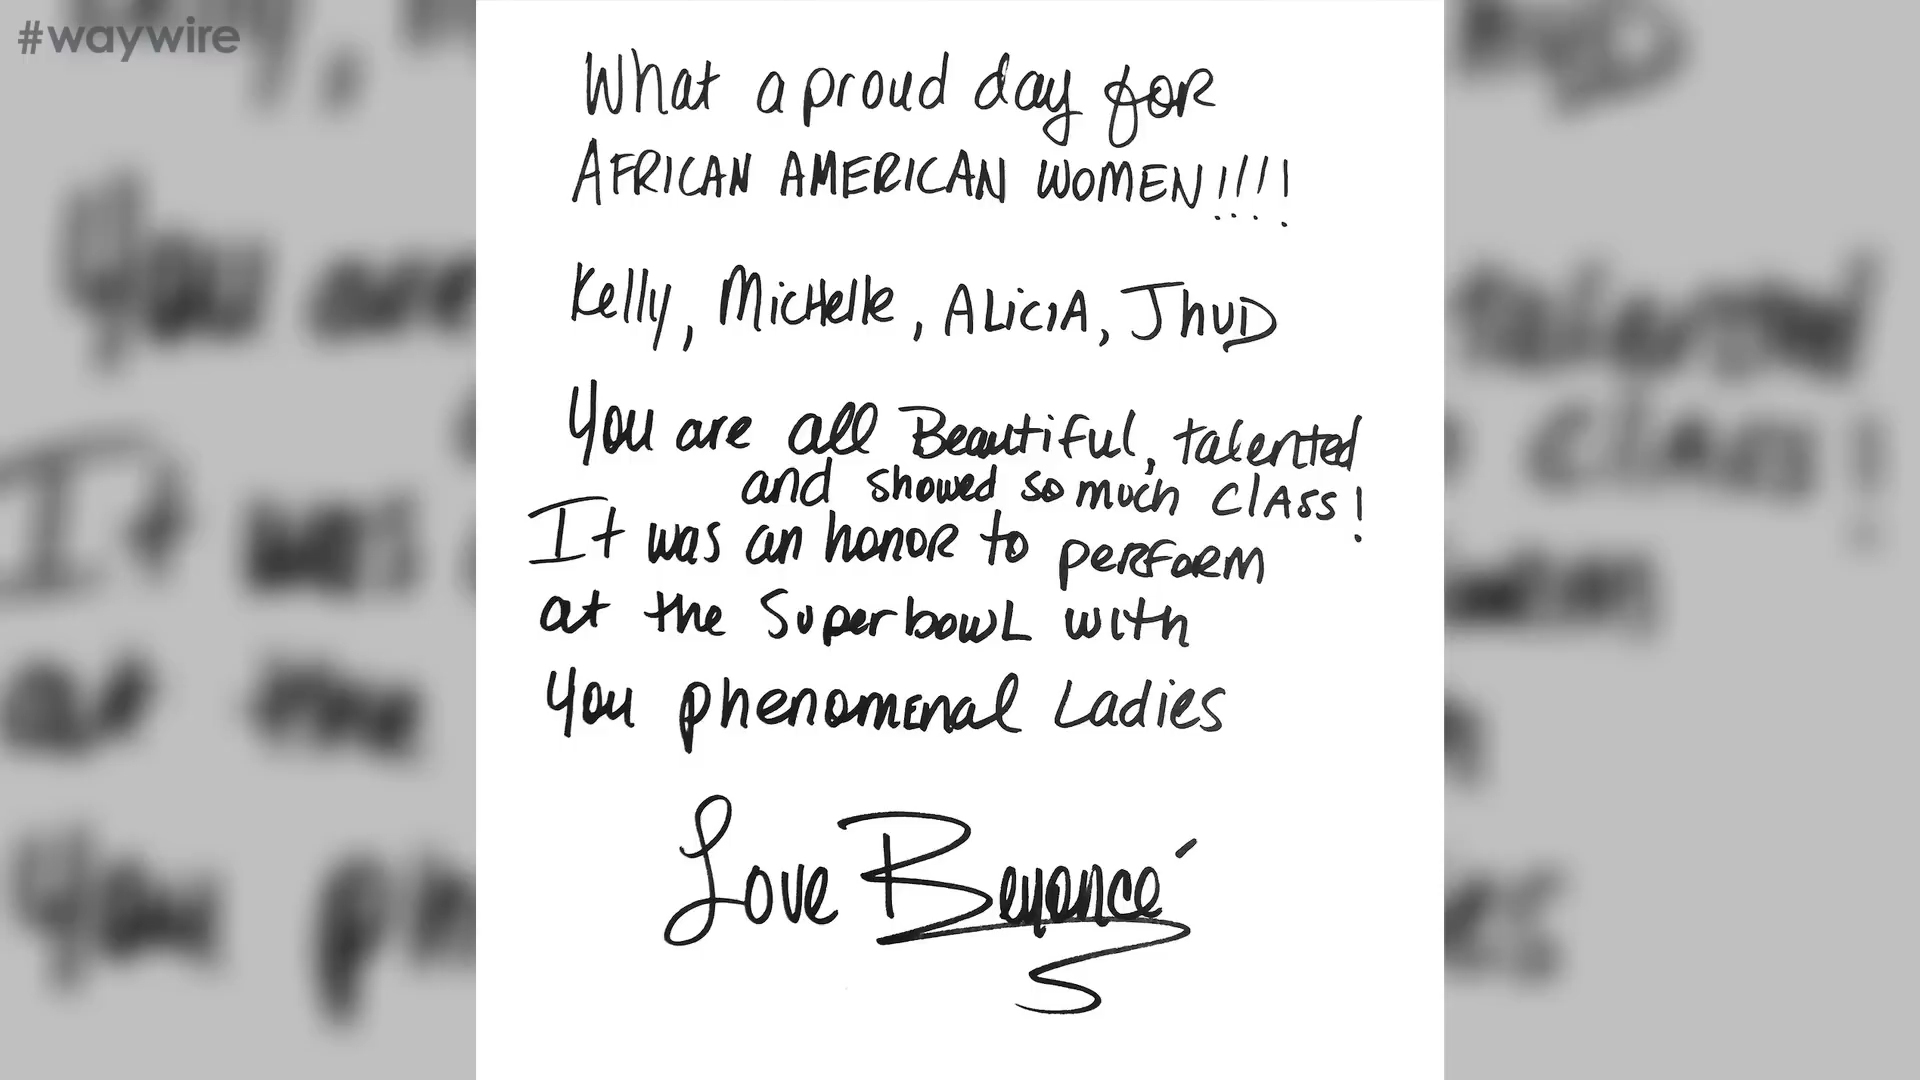 #waywire
What a proud day for
AFRICAN AMERICAN WOMEN!!!!
Kelly, Michelle, ALiciA, JhuD
You are all Beautiful, talented
and showed so much clAss!
It was an honor to perform
at the Superbowl with
you phenomenal Ladies
Love Beyoncé